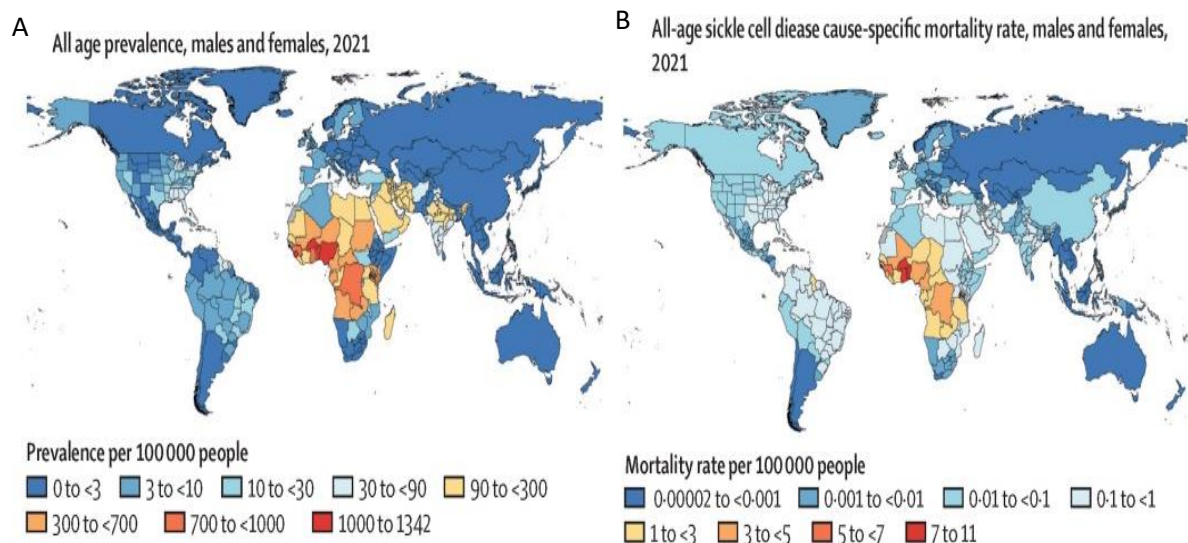 A
All age prevalence, males and females, 2021
Prevalence per 100 000 people
0 to <3 3 to <10 10 to <30 30 to <90 90 to <300
300 to <700 700 to <1000 1000 to 1342
B
All-age sickle cell disease cause-specific mortality rate, males and females,
2021
Mortality rate per 100 000 people
0·00002 to <0·001 0·001 to <0·01 0·01 to <0·1 0·1 to <1
1 to <3 3 to <5 5 to <7 7 to 11